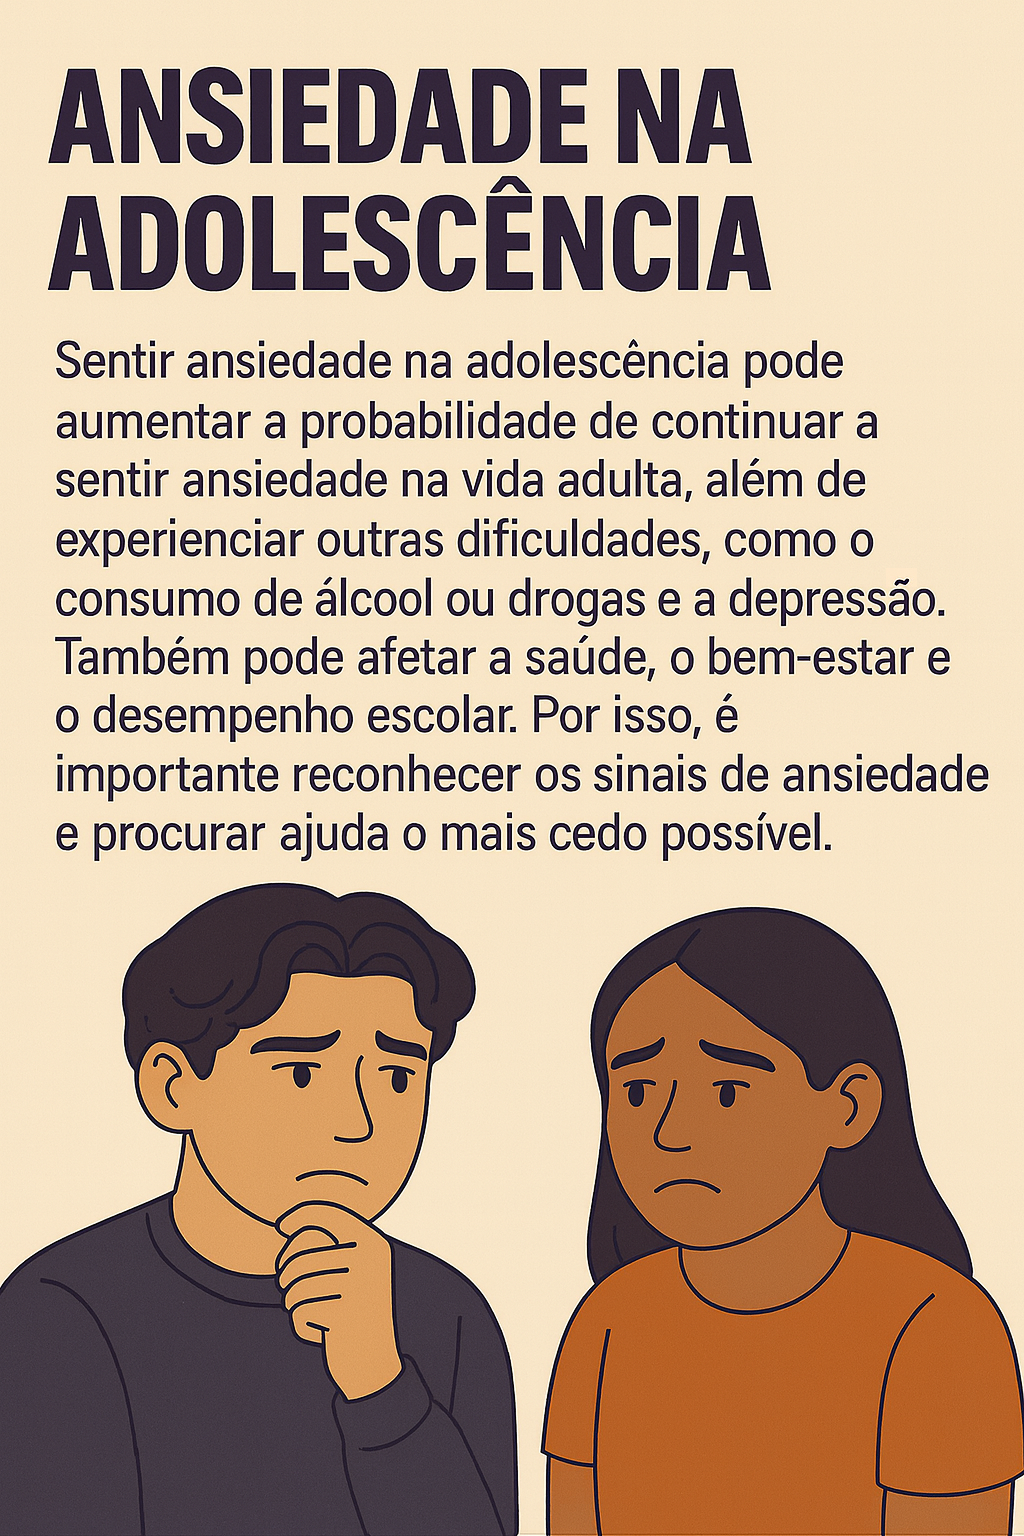 ANSIEDADE NA
ADOLESCÊNCIA
Sentir ansiedade na adolescência pode
aumentar a probabilidade de continuar a
sentir ansiedade na vida adulta, além de
experienciar outras dificuldades, como o
consumo de álcool ou drogas e a depressão.
Também pode afetar a saúde, o bem-estar e
o desempenho escolar. Por isso, é
importante reconhecer os sinais de ansiedade
e procurar ajuda o mais cedo possível.